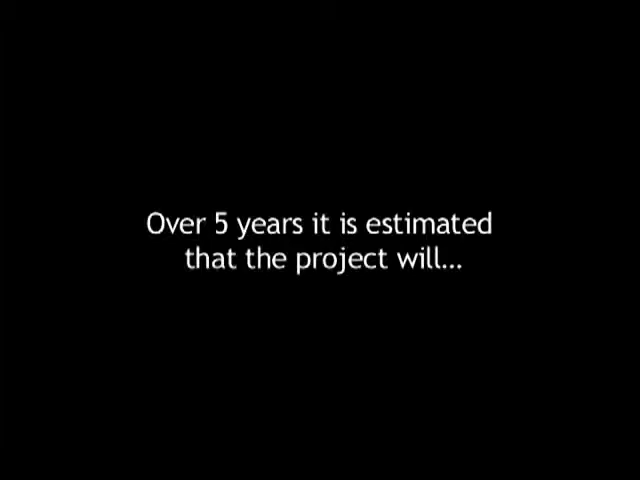 Over 5 years it is estimated
that the project will...